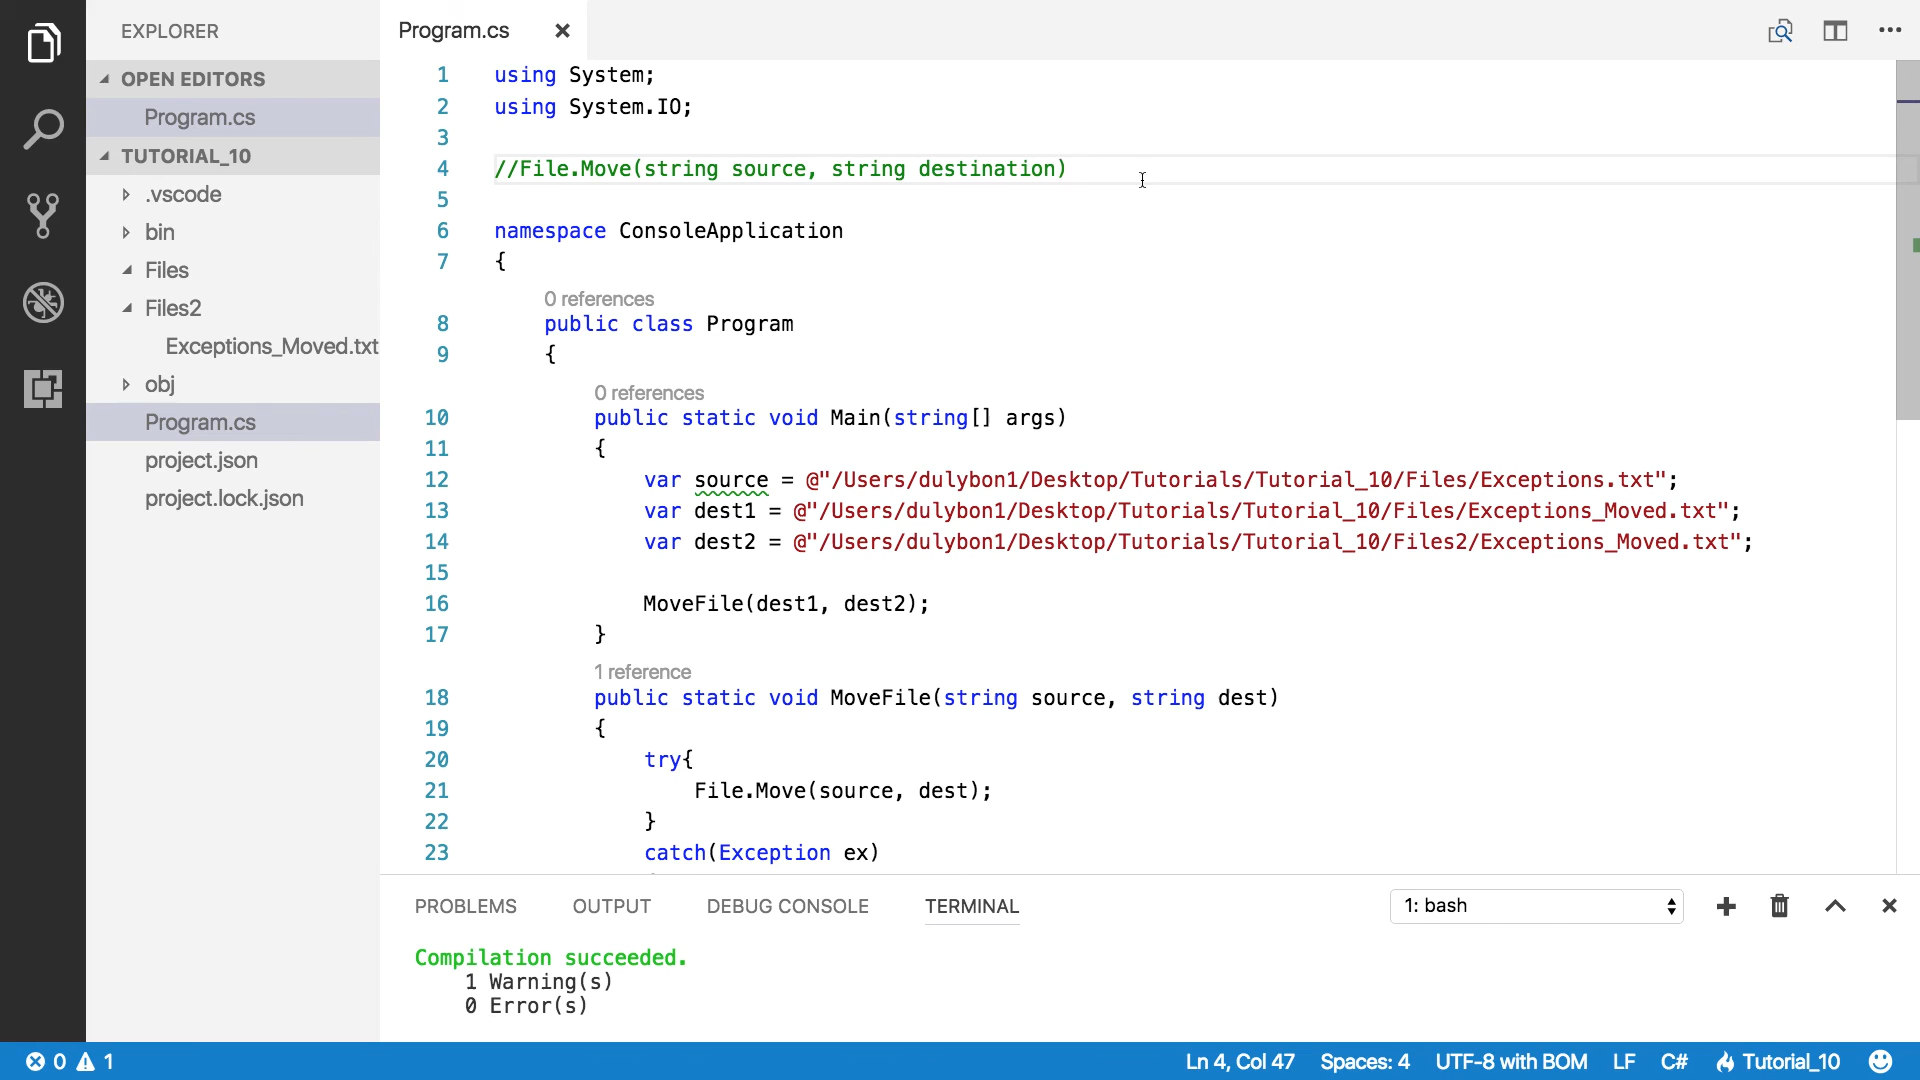 EXPLORER
OPEN EDITORS
Program.cs
TUTORIAL_10
.vscode
bin
Files
Files2
Exceptions_Moved.txt
obj
Program.cs
project.json
project.lock.json
Program.cs
1 using System;
2 using System.IO;
3
4 //File.Move(string source, string destination)
5
6 namespace ConsoleApplication
7 {
0 references
8 public class Program
9 {
0 references
10 public static void Main(string[] args)
11 {
12 var source = @"/Users/dulybon1/Desktop/Tutorials/Tutorial_10/Files/Exceptions.txt";
13 var dest1 = @"/Users/dulybon1/Desktop/Tutorials/Tutorial_10/Files/Exceptions_Moved.txt";
14 var dest2 = @"/Users/dulybon1/Desktop/Tutorials/Tutorial_10/Files2/Exceptions_Moved.txt";
15
16 MoveFile(dest1, dest2);
17 }
1 reference
18 public static void MoveFile(string source, string dest)
19 {
20 try{
21 File.Move(source, dest);
22 }
23 catch(Exception ex)
PROBLEMS OUTPUT DEBUG CONSOLE TERMINAL 1: bash
Compilation succeeded.
1 Warning(s)
0 Error(s)
0 1 Ln 4, Col 47 Spaces: 4 UTF-8 with BOM LF C# Tutorial_10